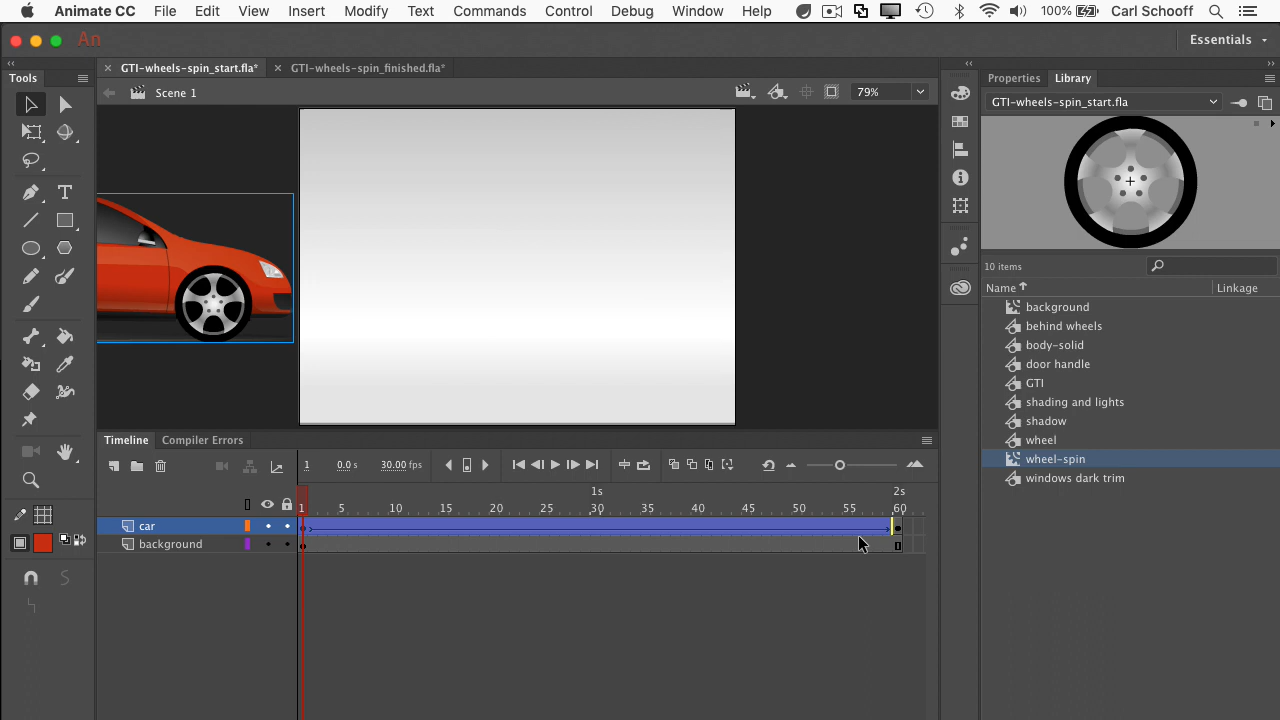 Animate CC File Edit View Insert Modify Text Commands Control Debug Window Help 100% Carl Schooff
An Essentials
Tools
GTI-wheels-spin_start.fla* GTI-wheels-spin_finished.fla*
Scene 1 79%
Properties Library
GTI-wheels-spin_start.fla
10 items
Name Linkage
background
behind wheels
body-solid
door handle
GTI
shading and lights
shadow
wheel
wheel-spin
windows dark trim
Timeline Compiler Errors
1 0.0 s 30.00 fps
1s 2s
1 5 10 15 20 25 30 35 40 45 50 55 60
car
background